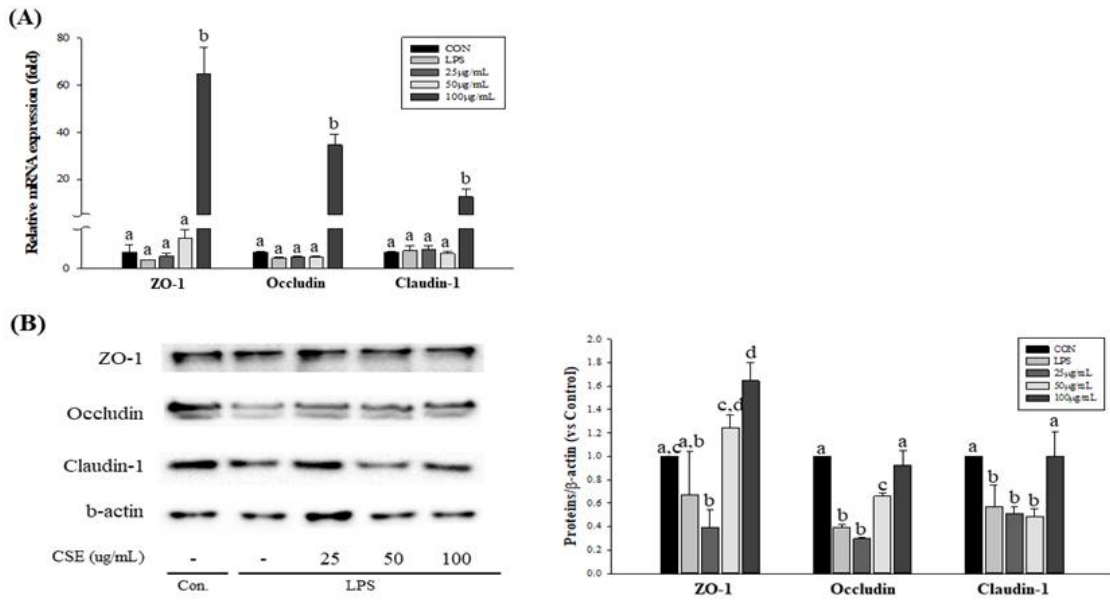 (A)
Relative mRNA expression (fold)
80
60
40
20
0
CON
LPS
25μg/mL
50μg/mL
100μg/mL
a a a a b
a a a a b
a a a a b
ZO-1 Occludin Claudin-1
(B)
ZO-1
Occludin
Claudin-1
b-actin
CSE (ug/mL) - - 25 50 100
Con. LPS
Proteins/β-actin (vs Control)
2.0
1.8
1.6
1.4
1.2
1.0
0.8
0.6
0.4
0.2
0.0
CON
LPS
25μg/mL
50μg/mL
100μg/mL
a,c a,b b c,d d
a b b c a
a b b b a
ZO-1 Occludin Claudin-1